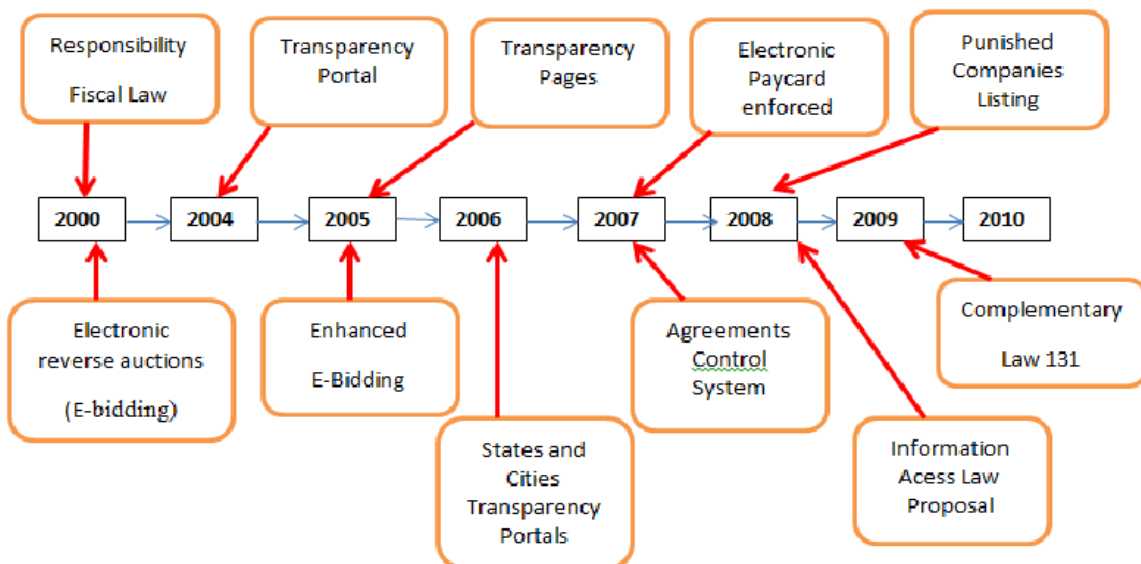 Responsibility
Fiscal Law
Transparency
Portal
Transparency
Pages
Electronic
Paycard
enforced
Punished
Companies
Listing
2000
2004
2005
2006
2007
2008
2009
2010
Electronic
reverse auctions
(E-bidding)
Enhanced
E-Bidding
States and
Cities
Transparency
Portals
Agreements
Control
System
Information
Acess Law
Proposal
Complementary
Law 131